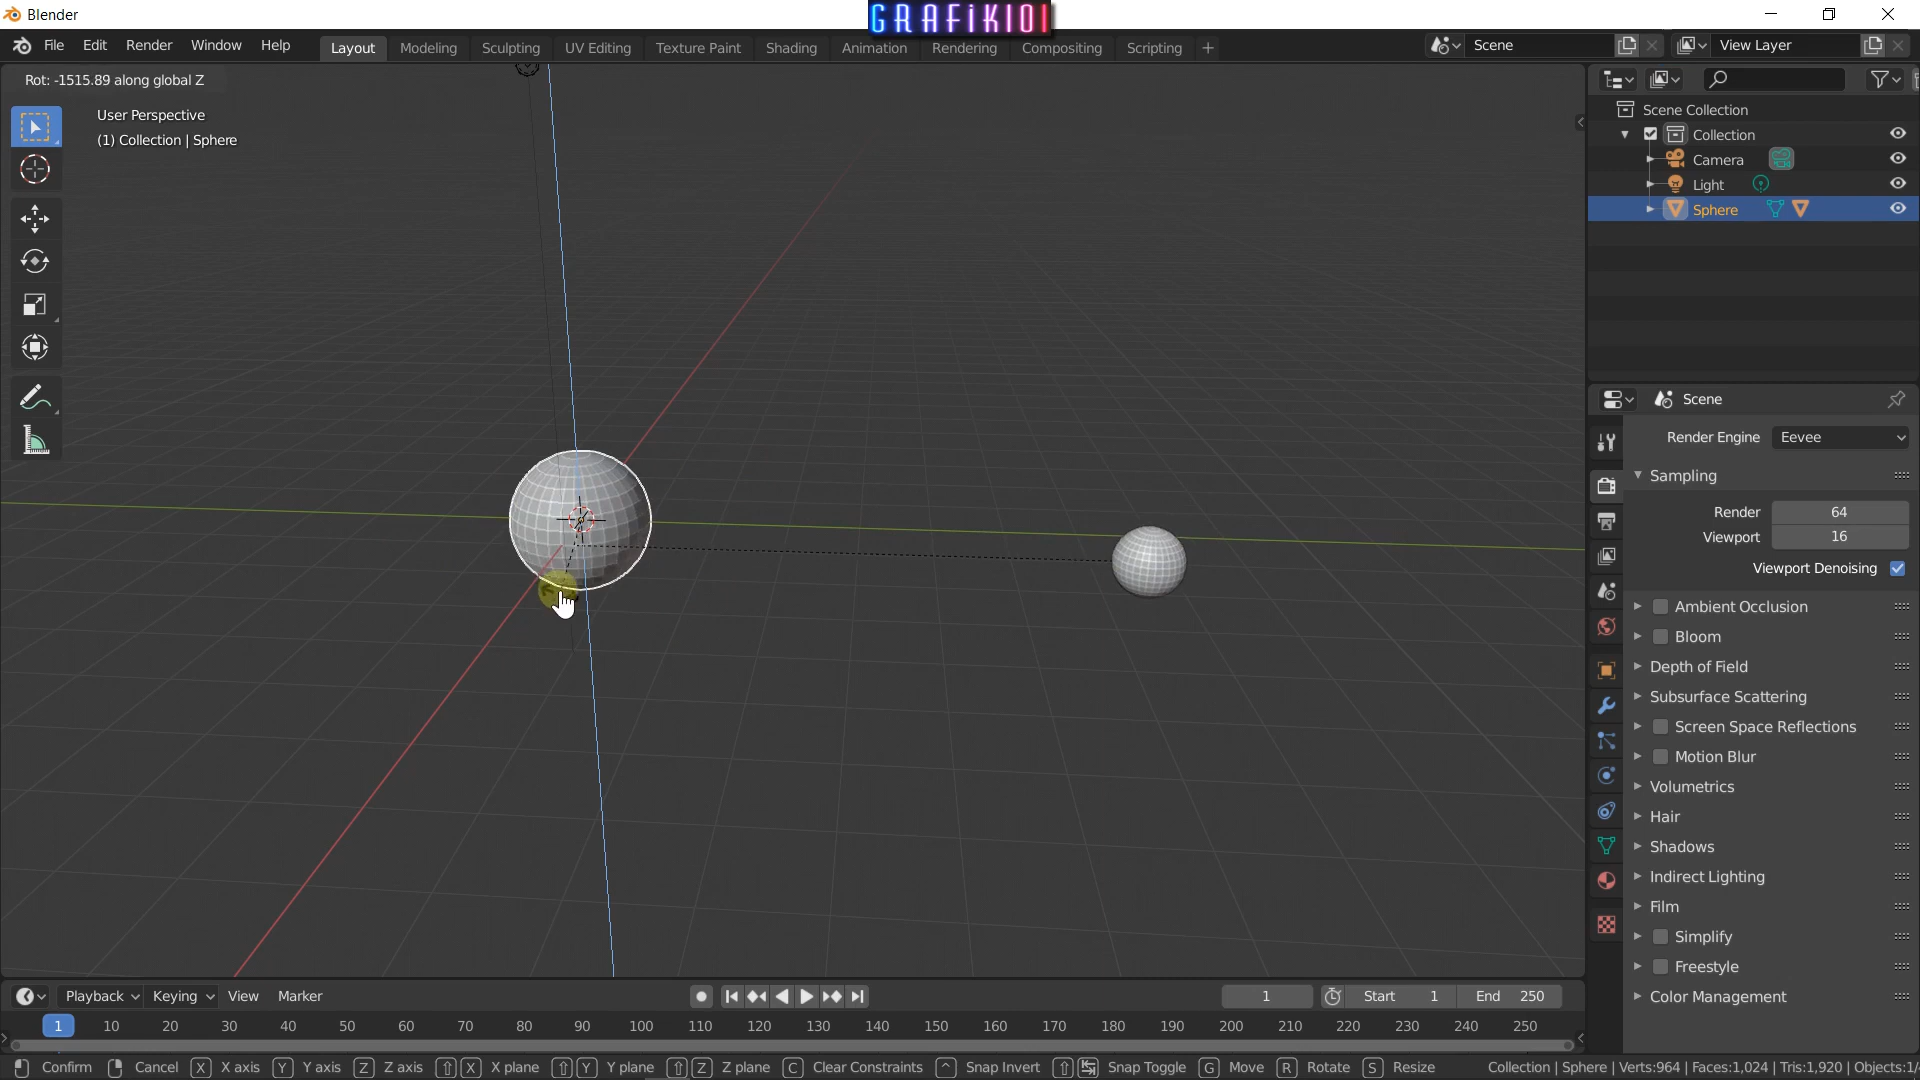 Blender
GRAFiK101
File Edit Render Window Help
Layout Modeling Sculpting UV Editing Texture Paint Shading Animation Rendering Compositing Scripting +
Scene
View Layer
Rot: -1515.89 along global Z
User Perspective
(1) Collection | Sphere
Scene Collection
Collection
Camera
Light
Sphere
Scene
Render Engine Eevee
Sampling
Render 64
Viewport 16
Viewport Denoising
Ambient Occlusion
Bloom
Depth of Field
Subsurface Scattering
Screen Space Reflections
Motion Blur
Volumetrics
Hair
Shadows
Indirect Lighting
Film
Simplify
Freestyle
Color Management
Playback Keying View Marker
1 Start 1 End 250
1 10 20 30 40 50 60 70 80 90 100 110 120 130 140 150 160 170 180 190 200 210 220 230 240 250
Confirm Cancel X X axis Y Y axis Z Z axis X X plane Y Y plane Z Z plane C Clear Constraints ^ Snap Invert Snap Toggle G Move R Rotate S Resize Collection | Sphere | Verts:964 | Faces:1,024 | Tris:1,920 | Objects:1/